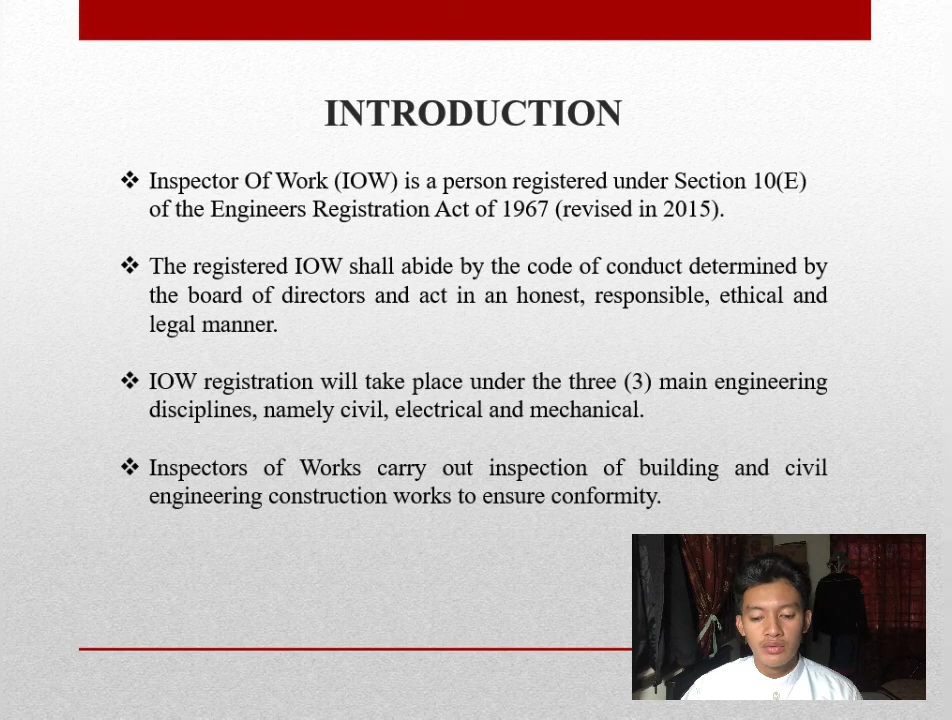 INTRODUCTION
❖ Inspector Of Work (IOW) is a person registered under Section 10(E)
of the Engineers Registration Act of 1967 (revised in 2015).
❖ The registered IOW shall abide by the code of conduct determined by
the board of directors and act in an honest, responsible, ethical and
legal manner.
❖ IOW registration will take place under the three (3) main engineering
disciplines, namely civil, electrical and mechanical.
❖ Inspectors of Works carry out inspection of building and civil
engineering construction works to ensure conformity.